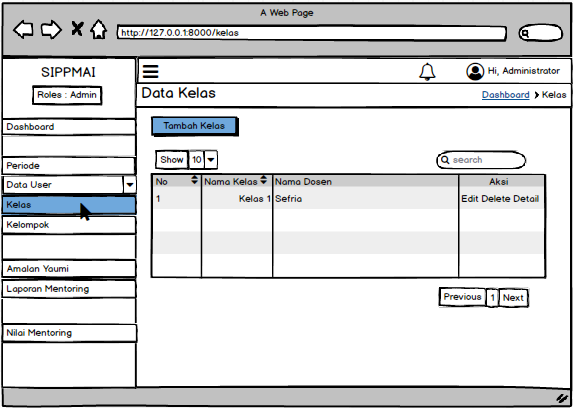 A Web Page
http://127.0.0.1:8000/kelas
SIPPMAI
Roles : Admin
Hi, Administrator
Data Kelas
Dashboard > Kelas
Dashboard
Periode
Data User
Kelas
Kelompok
Amalan Yaumi
Laporan Mentoring
Nilai Mentoring
Tambah Kelas
Show 10
search
No Nama Kelas Nama Dosen Aksi
1 Kelas 1 Sefria Edit Delete Detail
Previous 1 Next